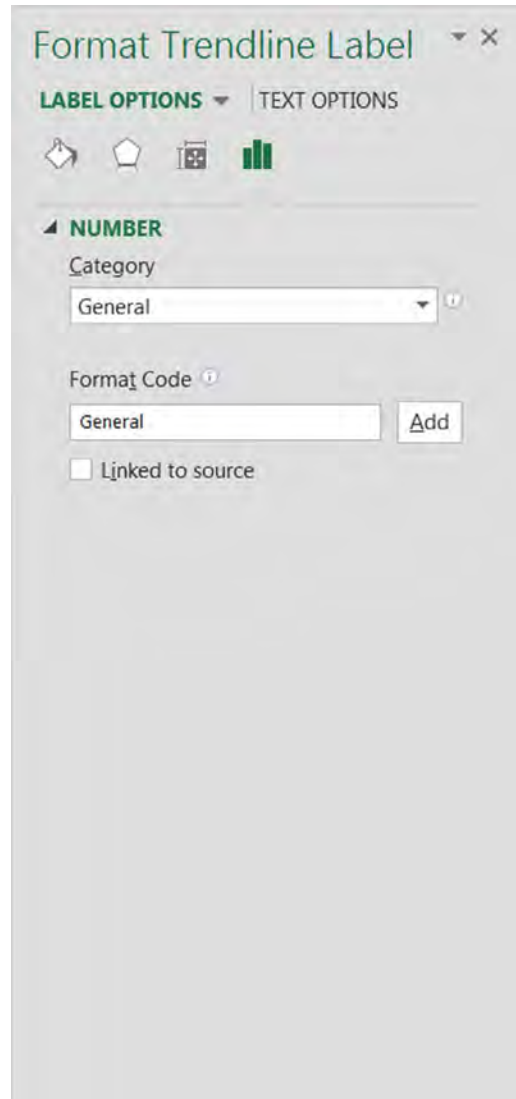 Format Trendline Label
LABEL OPTIONS TEXT OPTIONS
NUMBER
Category
General
Format Code
General Add
Linked to source